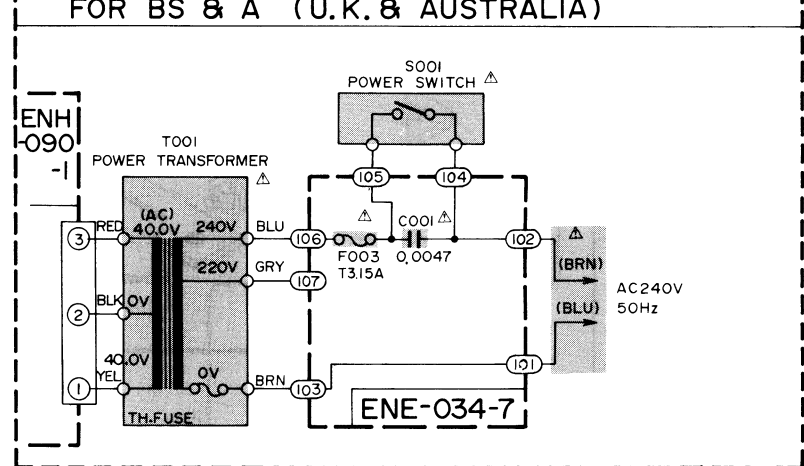 FOR BS & A (U.K. & AUSTRALIA)
S001
POWER SWITCH
ENH
-090
-1
T001
POWER TRANSFORMER
105
104
(AC)
3
RED
40.0V
240V
BLU
106
C001
102
F003
0,0047
T3.15A
220V
GRY
107
(BRN)
AC240V
50Hz
2
BLK
0V
(BLU)
40.0V
101
1
YEL
0V
BRN
103
TH.FUSE
ENE-034-7